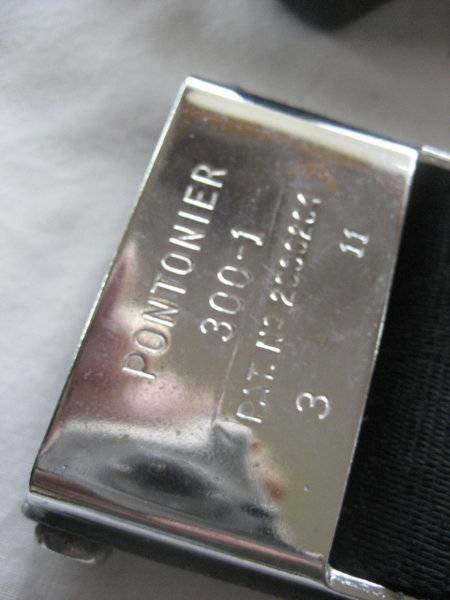 PONTONIER
300-1
PAT. NO
3 11